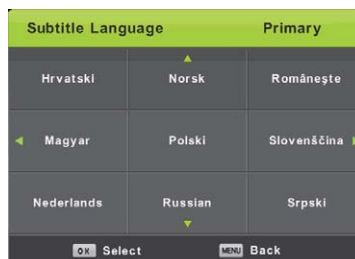 Subtitle Language Primary
Hrvatski Norsk Românește
Magyar Polski Slovenščina
Nederlands Russian Srpski
OK Select MENU Back